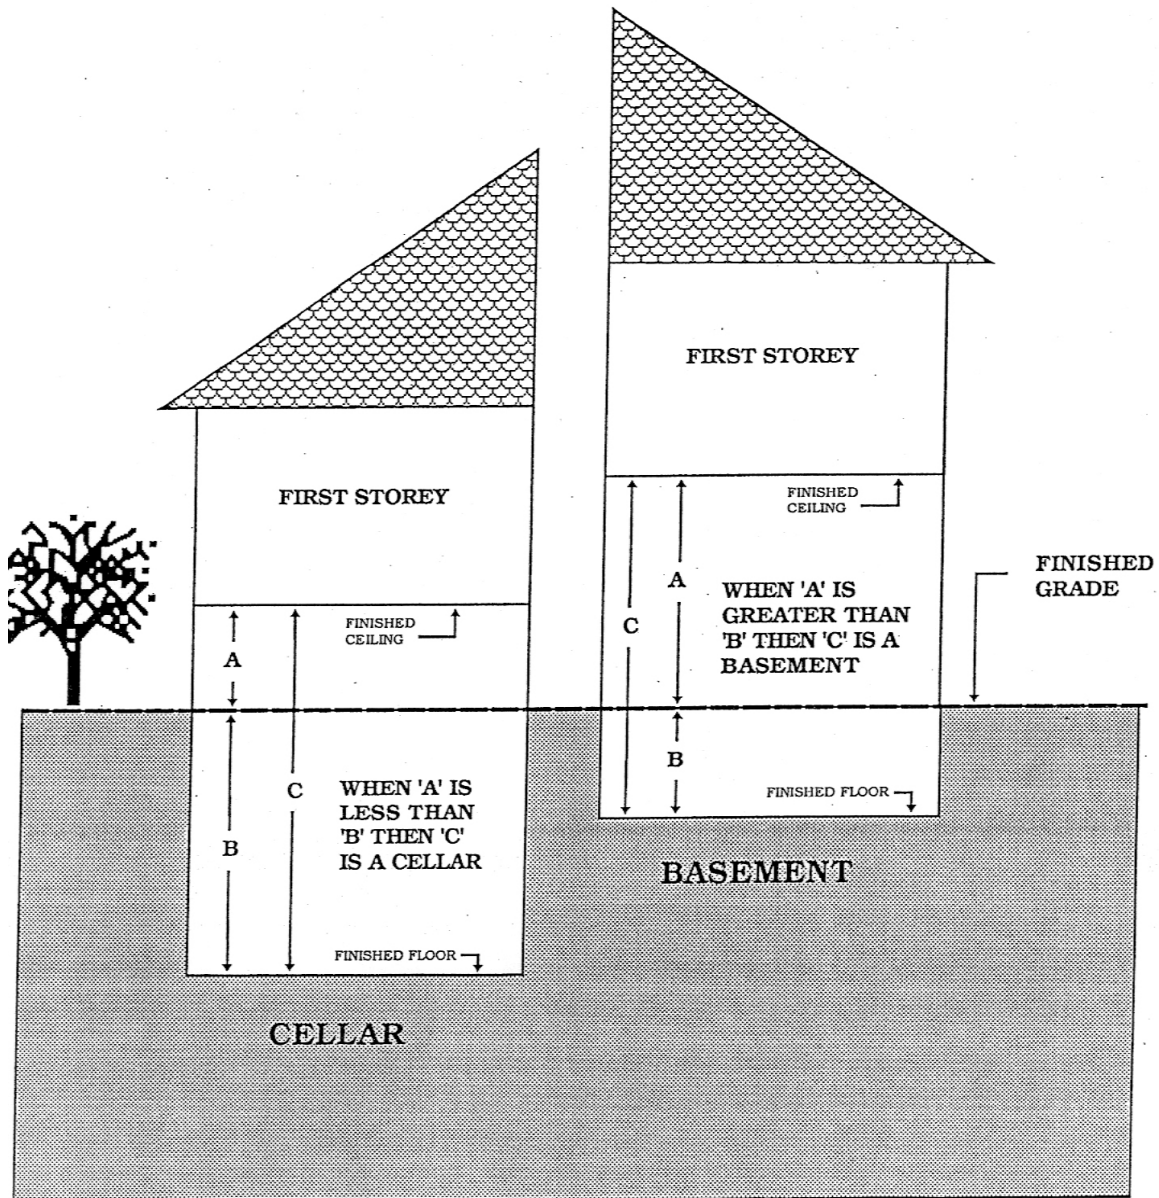 FIRST STOREY
FINISHED
CEILING
A
B
C
WHEN 'A' IS
LESS THAN
'B' THEN 'C'
IS A CELLAR
FINISHED FLOOR
CELLAR
FIRST STOREY
FINISHED
CEILING
A
B
C
WHEN 'A' IS
GREATER THAN
'B' THEN 'C' IS A
BASEMENT
FINISHED FLOOR
BASEMENT
FINISHED
GRADE